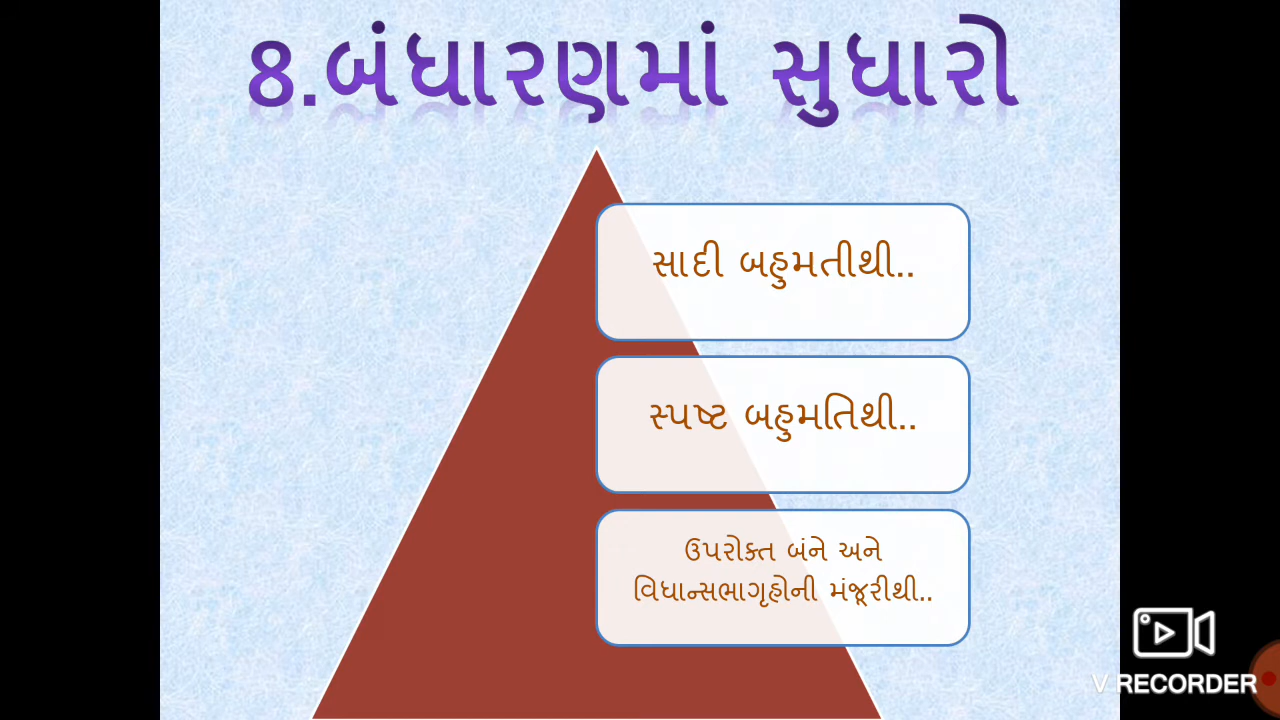 8.બંધારણમાં સુધારો
સાદી બહુમતીથી..
સ્પષ્ટ બહુમતિથી..
ઉપરોક્ત બંને અને
વિધાન્સભાગૃહોની મંજૂરીથી..
V RECORDER